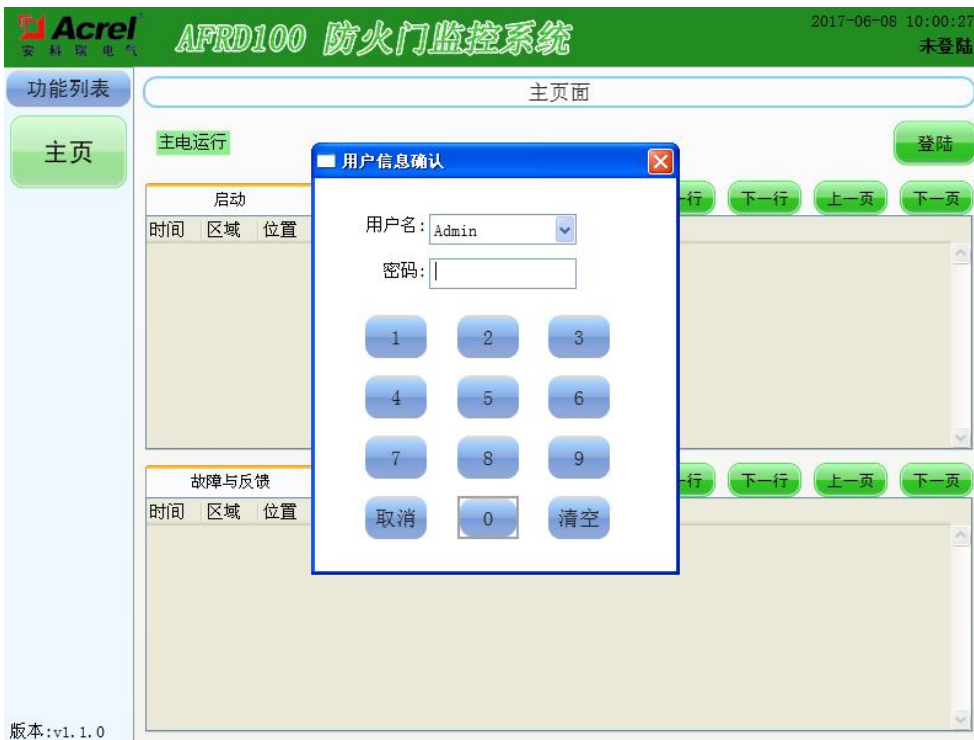 Acrel
安科瑞电气
AFRD100 防火门监控系统
2017-06-08 10:00:27
未登陆
功能列表
主页面
主页
主电运行
登陆
用户信息确认
启动
一行 下一行 上一页 下一页
时间 区域 位置
用户名: Admin
密码:
1 2 3
4 5 6
7 8 9
取消 0 清空
故障与反馈
一行 下一行 上一页 下一页
时间 区域 位置
版本:v1.1.0